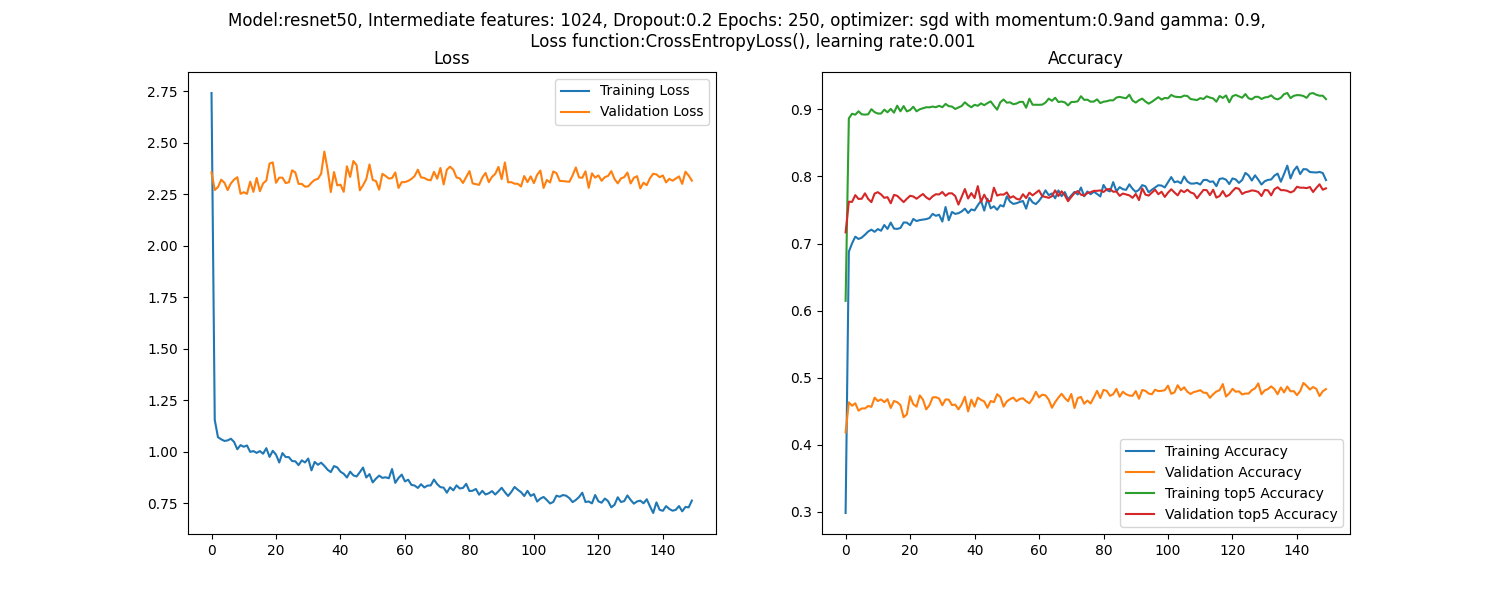 Model:resnet50, Intermediate features: 1024, Dropout:0.2 Epochs: 250, optimizer: sgd with momentum:0.9and gamma: 0.9,
Loss function:CrossEntropyLoss(), learning rate:0.001
Loss
Training Loss
Validation Loss
2.75
2.50
2.25
2.00
1.75
1.50
1.25
1.00
0.75
0 20 40 60 80 100 120 140
Accuracy
0.9
0.8
0.7
0.6
0.5
0.4
0.3
Training Accuracy
Validation Accuracy
Training top5 Accuracy
Validation top5 Accuracy
0 20 40 60 80 100 120 140